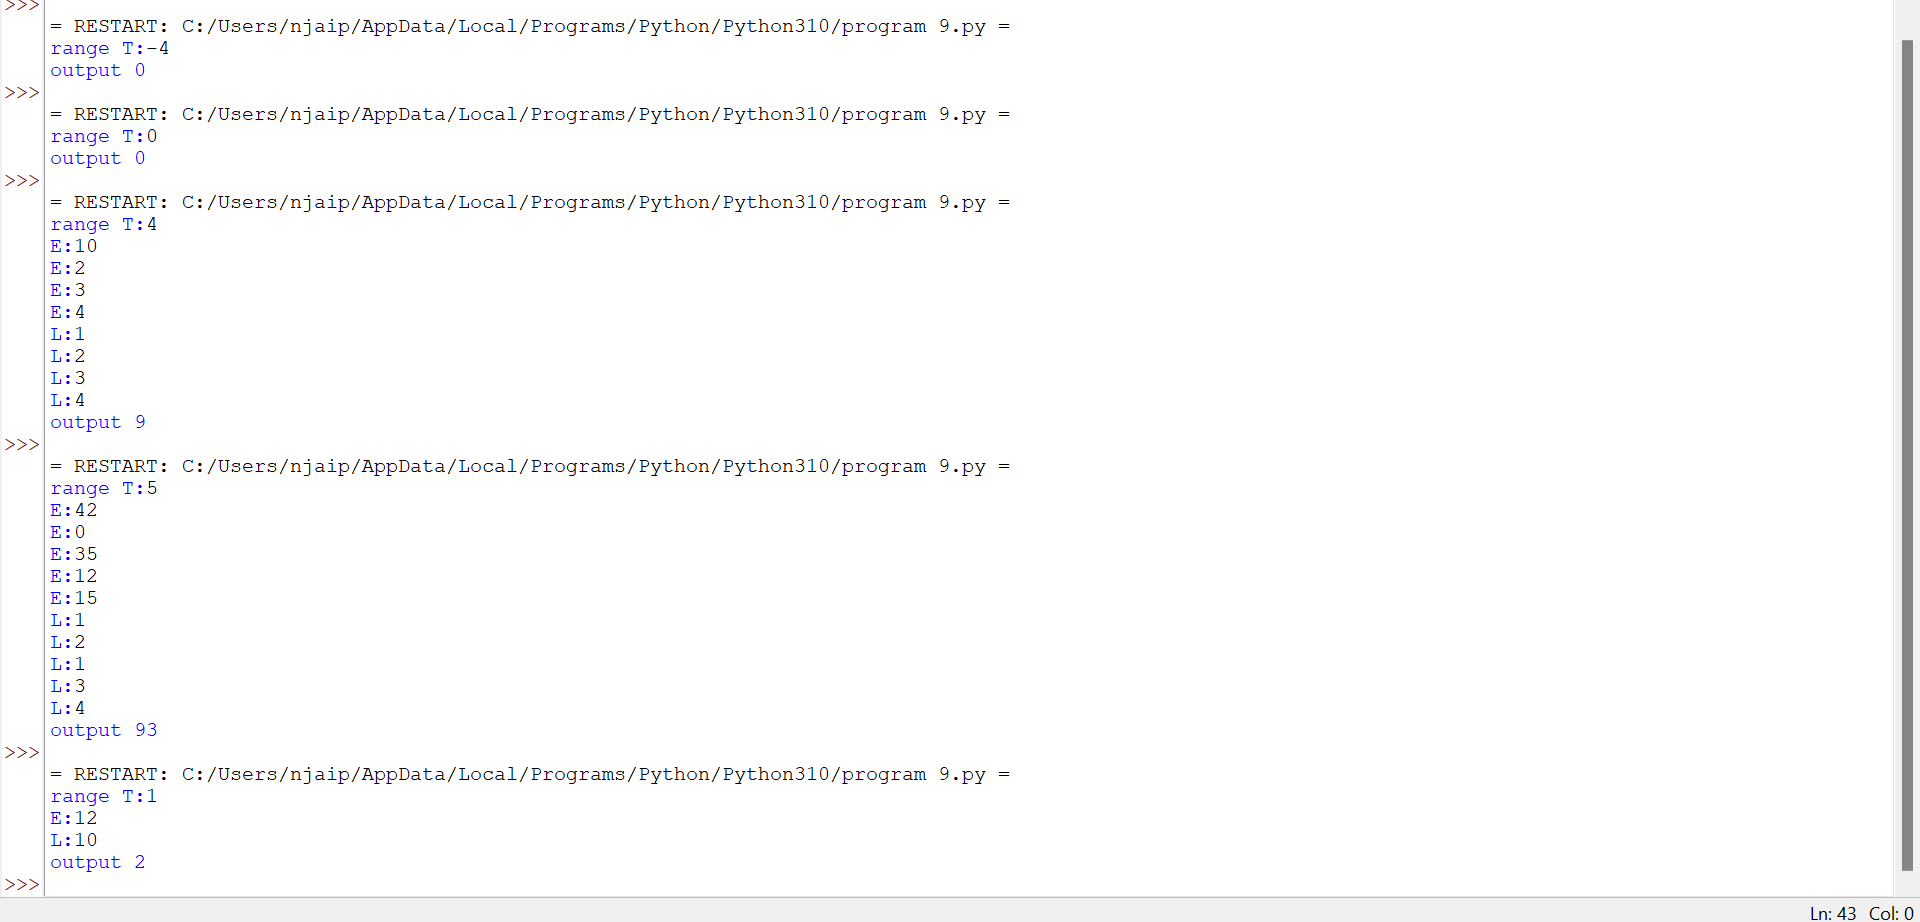 >>>
= RESTART: C:/Users/njaip/AppData/Local/Programs/Python/Python310/program 9.py =
range T:-4
output 0
>>>
= RESTART: C:/Users/njaip/AppData/Local/Programs/Python/Python310/program 9.py =
range T:0
output 0
>>>
= RESTART: C:/Users/njaip/AppData/Local/Programs/Python/Python310/program 9.py =
range T:4
E:10
E:2
E:3
E:4
L:1
L:2
L:3
L:4
output 9
>>>
= RESTART: C:/Users/njaip/AppData/Local/Programs/Python/Python310/program 9.py =
range T:5
E:42
E:0
E:35
E:12
E:15
L:1
L:2
L:1
L:3
L:4
output 93
>>>
= RESTART: C:/Users/njaip/AppData/Local/Programs/Python/Python310/program 9.py =
range T:1
E:12
L:10
output 2
>>>
Ln: 43 Col: 0